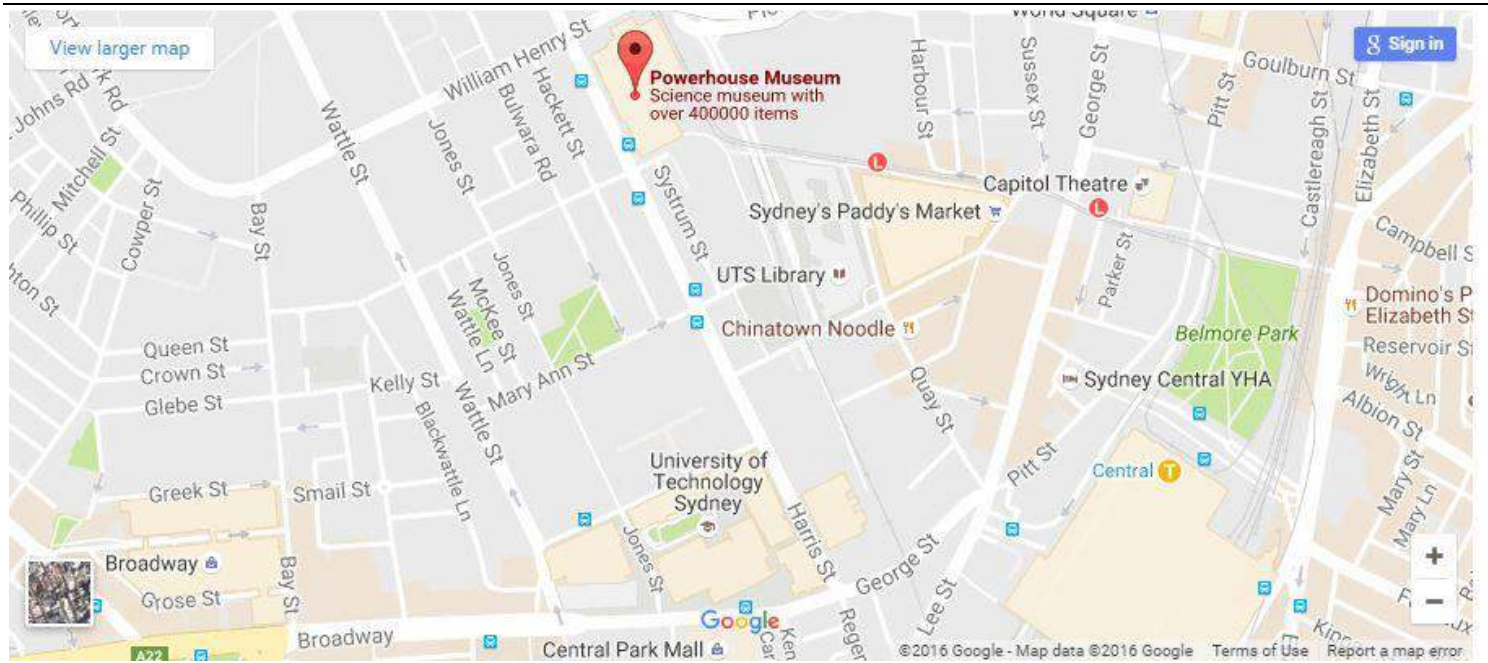 View larger map
World Square
Sign in
William Henry St
Harbour St
Sussex St
George St
Pitt St
Goulburn St
Johns Rd
Wattle St
Jones St
Bulwara Rd
Hackett St
Powerhouse Museum
Science museum with
over 400000 items
Castlereagh St
Elizabeth St
Mitchell St
Phillip St
Cowper St
Bay St
Systrum St
Capitol Theatre
Sydney's Paddy's Market
Campbell S
Parker St
UTS Library
Jones St
McKee St
Wattle Ln
Domino's P
Elizabeth St
Chinatown Noodle
Belmore Park
Reservoir St
Queen St
Crown St
Glebe St
Kelly St
Mary Ann St
Quay St
Sydney Central YHA
Wright Ln
Albion St
Blackwattle Ln
Wattle St
University of
Technology
Sydney
Pitt St
Central
T
Greek St
Smail St
Mary St
Mary Ln
Harris St
Jones St
George St
Lee St
Broadway
Bay St
Grose St
Google
Broadway
A22
Central Park Mall
©2016 Google - Map data ©2016 Google
Terms of Use
Report a map error